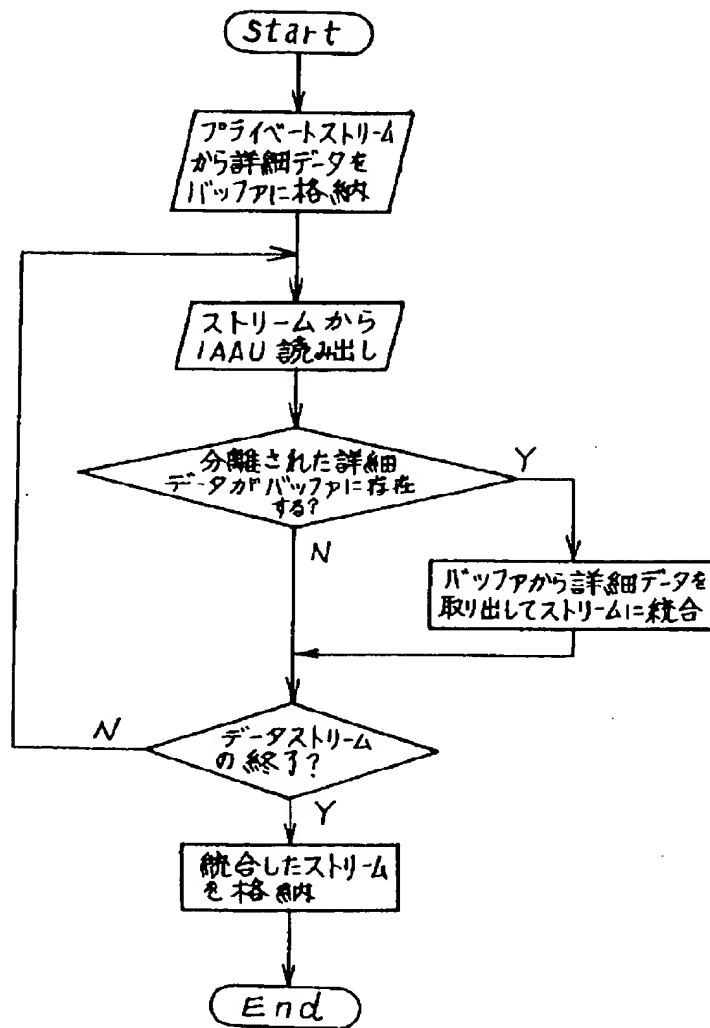 Start
プライベートストリーム
から詳細データを
バッファに格納
ストリームから
1AAU読み出し
分離された詳細
データがバッファに存在
する?
Y
N
バッファから詳細データを
取り出してストリームに統合
N
データストリーム
の終了?
Y
統合したストリーム
を格納
End